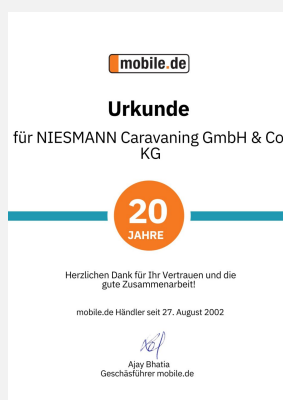 mobile.de
Urkunde
für NIESMANN Caravaning GmbH & Co
KG
20
JAHRE
Herzlichen Dank für Ihr Vertrauen und die
gute Zusammenarbeit!
mobile.de Händler seit 27. August 2002
Ajay Bhatia
Geschäsführer mobile.de